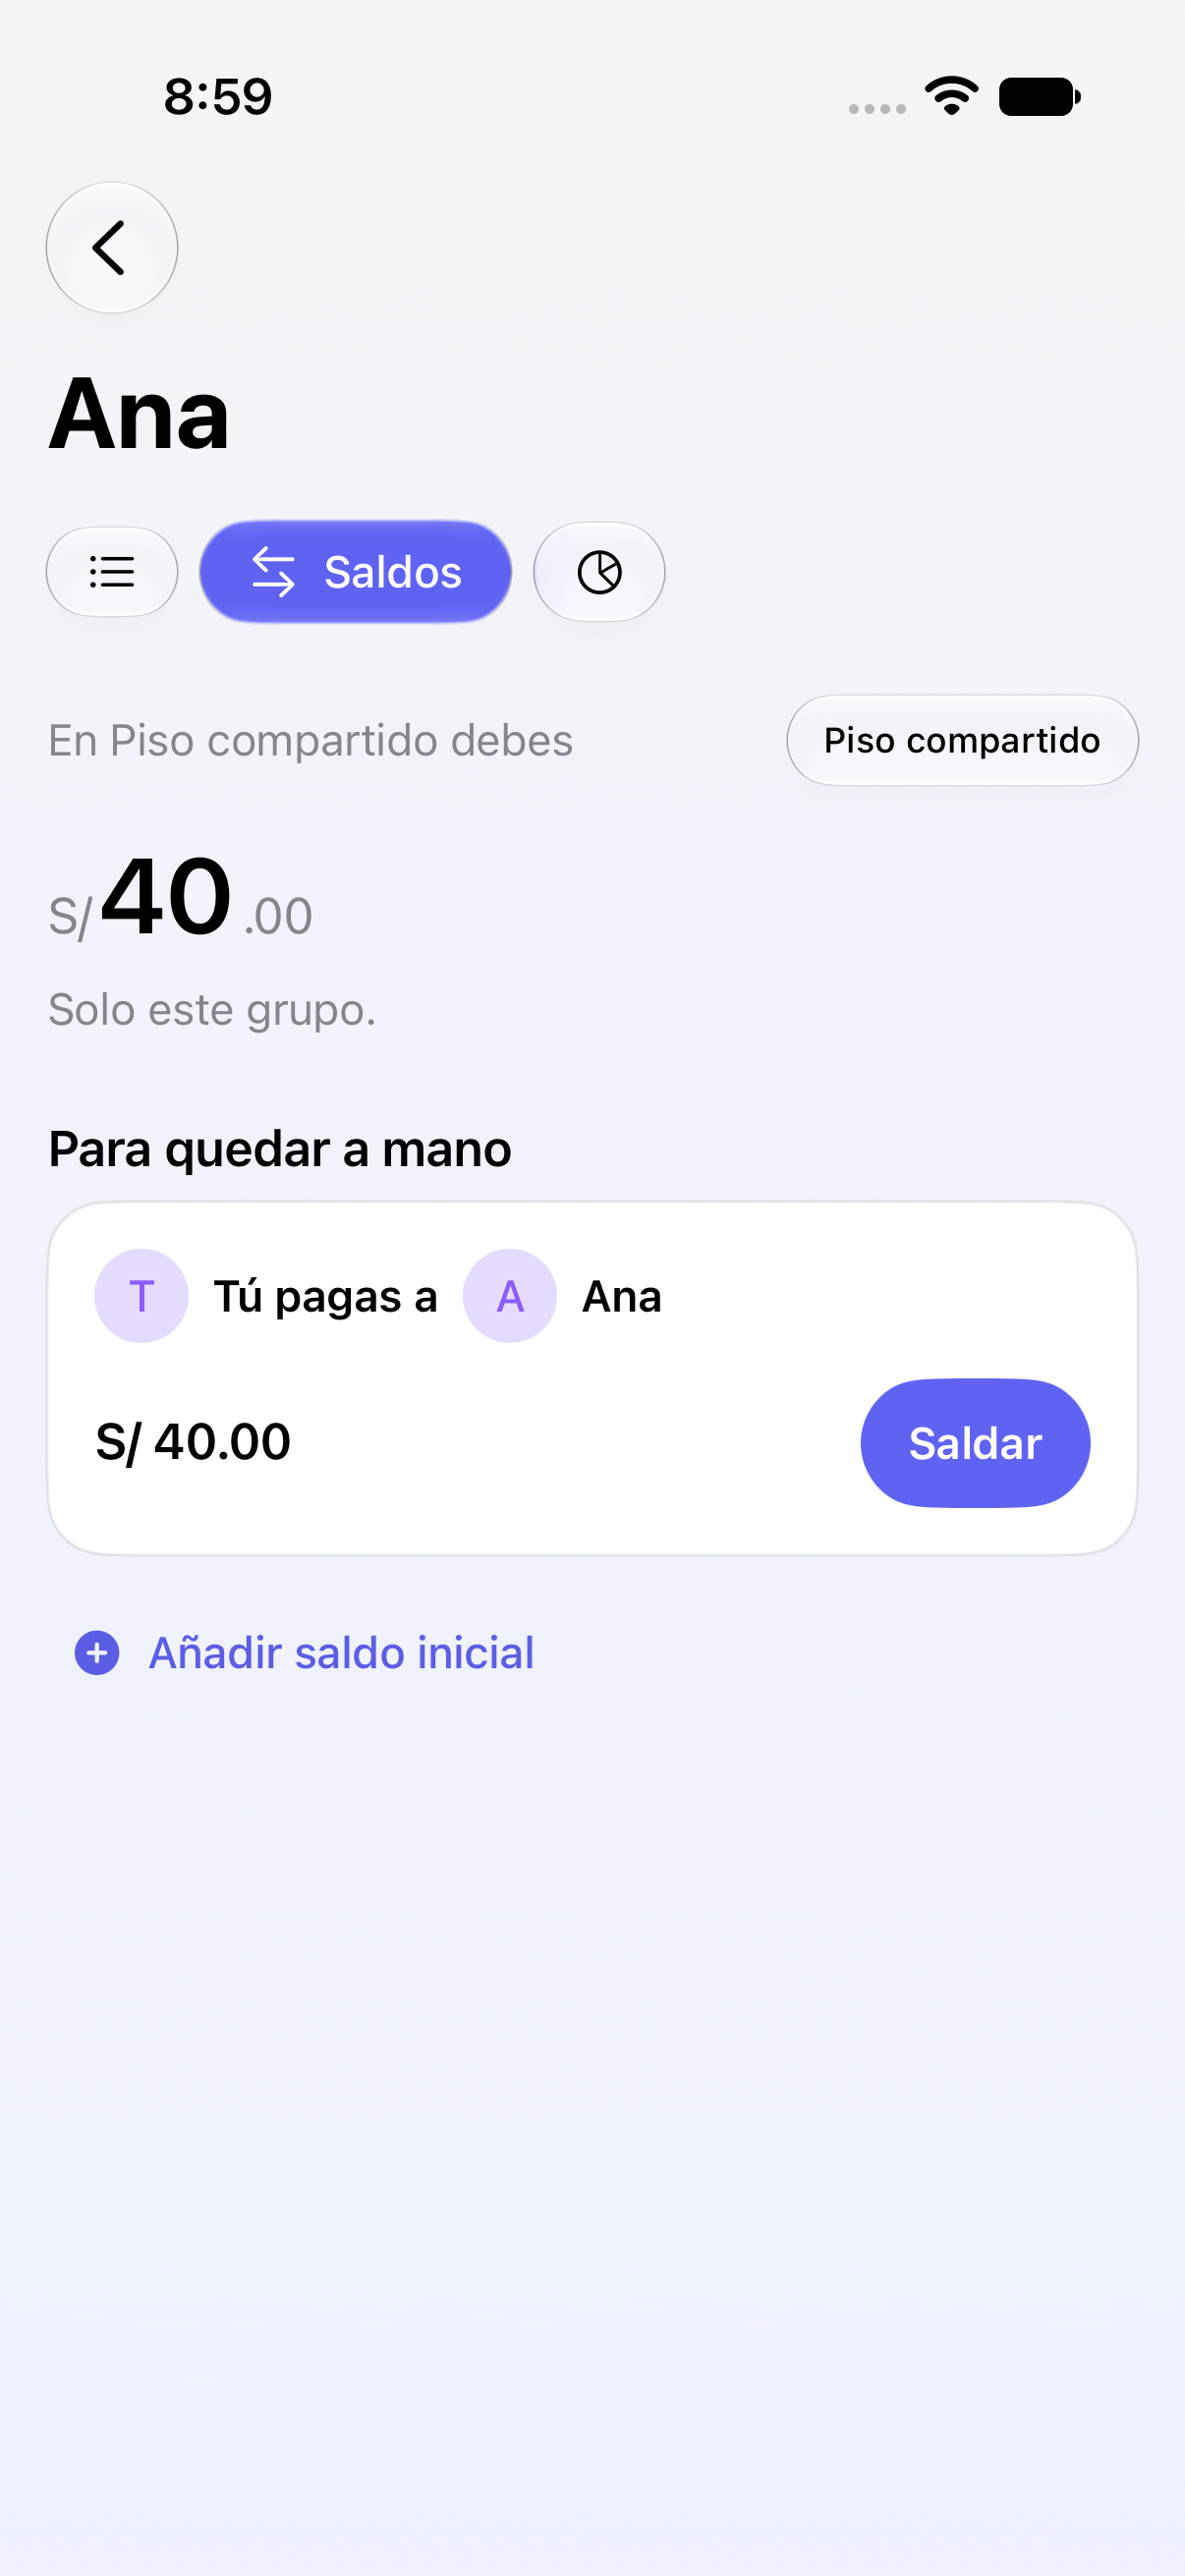 8:59
Ana
Saldos
En Piso compartido debes
Piso compartido
S/40.00
Solo este grupo.
Para quedar a mano
T Tú pagas a A Ana
S/ 40.00
Saldar
Añadir saldo inicial